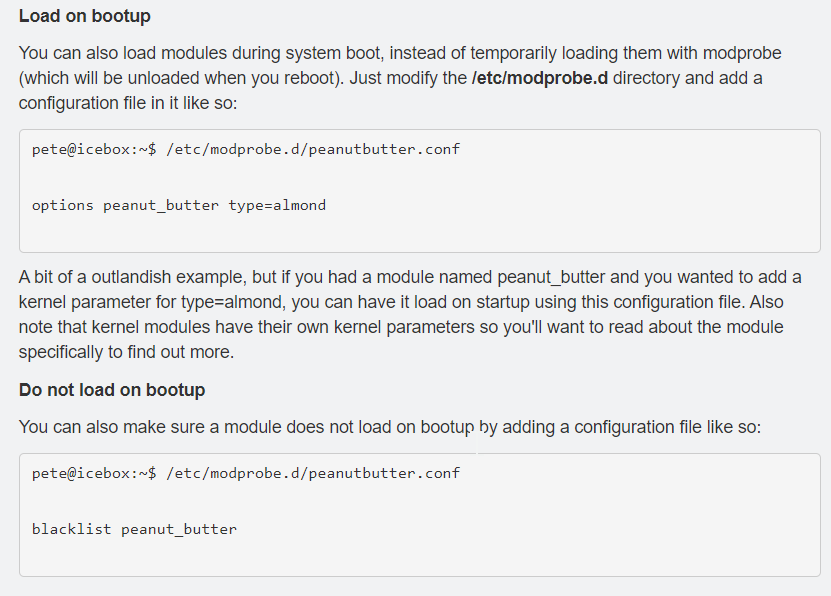 Load on bootup
You can also load modules during system boot, instead of temporarily loading them with modprobe
(which will be unloaded when you reboot). Just modify the /etc/modprobe.d directory and add a
configuration file in it like so:
pete@icebox:~$ /etc/modprobe.d/peanutbutter.conf
options peanut_butter type=almond
A bit of a outlandish example, but if you had a module named peanut_butter and you wanted to add a
kernel parameter for type=almond, you can have it load on startup using this configuration file. Also
note that kernel modules have their own kernel parameters so you'll want to read about the module
specifically to find out more.
Do not load on bootup
You can also make sure a module does not load on bootup by adding a configuration file like so:
pete@icebox:~$ /etc/modprobe.d/peanutbutter.conf
blacklist peanut_butter